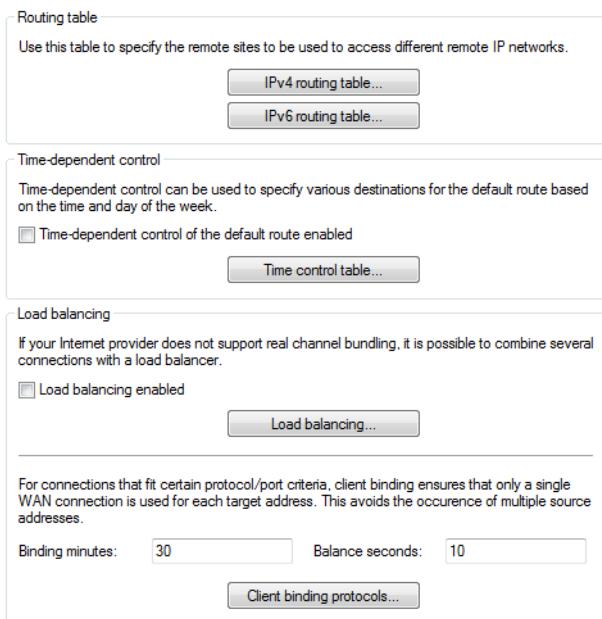 Routing table
Use this table to specify the remote sites to be used to access different remote IP networks.
IPv4 routing table...
IPv6 routing table...
Time-dependent control
Time-dependent control can be used to specify various destinations for the default route based
on the time and day of the week.
Time-dependent control of the default route enabled
Time control table...
Load balancing
If your Internet provider does not support real channel bundling, it is possible to combine several
connections with a load balancer.
Load balancing enabled
Load balancing...
For connections that fit certain protocol/port criteria, client binding ensures that only a single
WAN connection is used for each target address. This avoids the occurence of multiple source
addresses.
Binding minutes: 30 Balance seconds: 10
Client binding protocols...